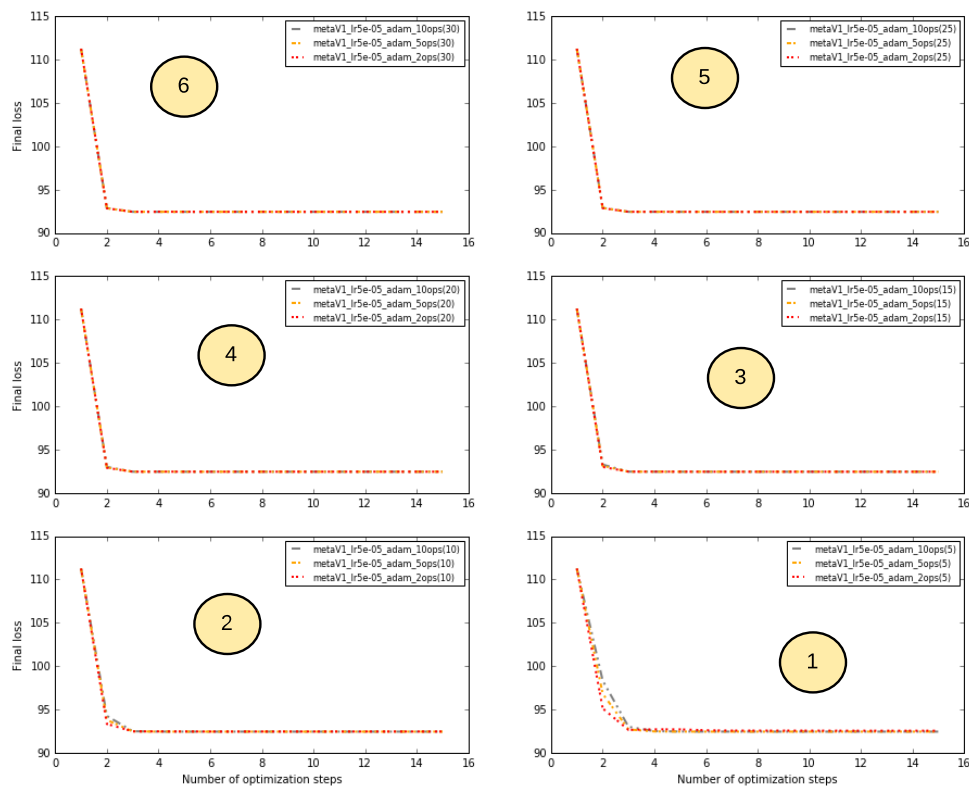 115
110
105
100
95
90
Final loss
0 2 4 6 8 10 12 14 16
metaV1_lr5e-05_adam_10ops(30)
metaV1_lr5e-05_adam_5ops(30)
metaV1_lr5e-05_adam_2ops(30)
6
115
110
105
100
95
90
0 2 4 6 8 10 12 14 16
metaV1_lr5e-05_adam_10ops(25)
metaV1_lr5e-05_adam_5ops(25)
metaV1_lr5e-05_adam_2ops(25)
5
115
110
105
100
95
90
Final loss
0 2 4 6 8 10 12 14 16
metaV1_lr5e-05_adam_10ops(20)
metaV1_lr5e-05_adam_5ops(20)
metaV1_lr5e-05_adam_2ops(20)
4
115
110
105
100
95
90
0 2 4 6 8 10 12 14 16
metaV1_lr5e-05_adam_10ops(15)
metaV1_lr5e-05_adam_5ops(15)
metaV1_lr5e-05_adam_2ops(15)
3
115
110
105
100
95
90
Final loss
0 2 4 6 8 10 12 14 16
Number of optimization steps
metaV1_lr5e-05_adam_10ops(10)
metaV1_lr5e-05_adam_5ops(10)
metaV1_lr5e-05_adam_2ops(10)
2
115
110
105
100
95
90
0 2 4 6 8 10 12 14 16
Number of optimization steps
metaV1_lr5e-05_adam_10ops(5)
metaV1_lr5e-05_adam_5ops(5)
metaV1_lr5e-05_adam_2ops(5)
1